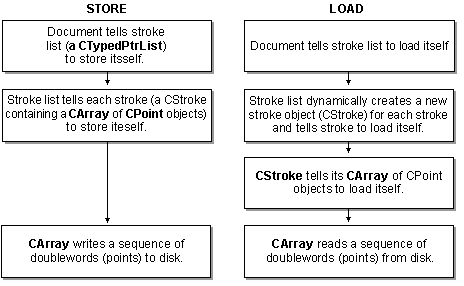 STORE
Document tells stroke
list (a CTypedPtrList)
to store itsself.
Stroke list tells each stroke (a CStroke
containing a CArray of CPoint objects)
to store iteself.
CArray writes a sequence of
doublewords (points) to disk.
LOAD
Document tells stroke list to load itself
Stroke list dynamically creates a new
stroke object (CStroke) for each stroke
and tells stroke to load itself.
CStroke tells its CArray of CPoint
objects to load itself.
CArray reads a sequence of
doublewords (points) from disk.